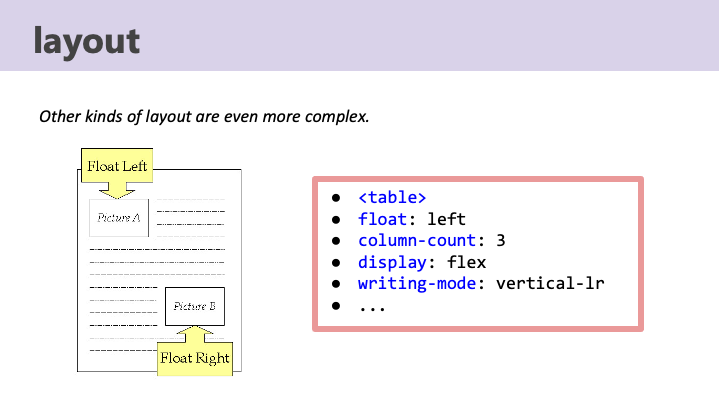 layout
Other kinds of layout are even more complex.
Float Left
Picture A
Picture B
Float Right
● <table>
● float: left
● column-count: 3
● display: flex
● writing-mode: vertical-lr
● ...